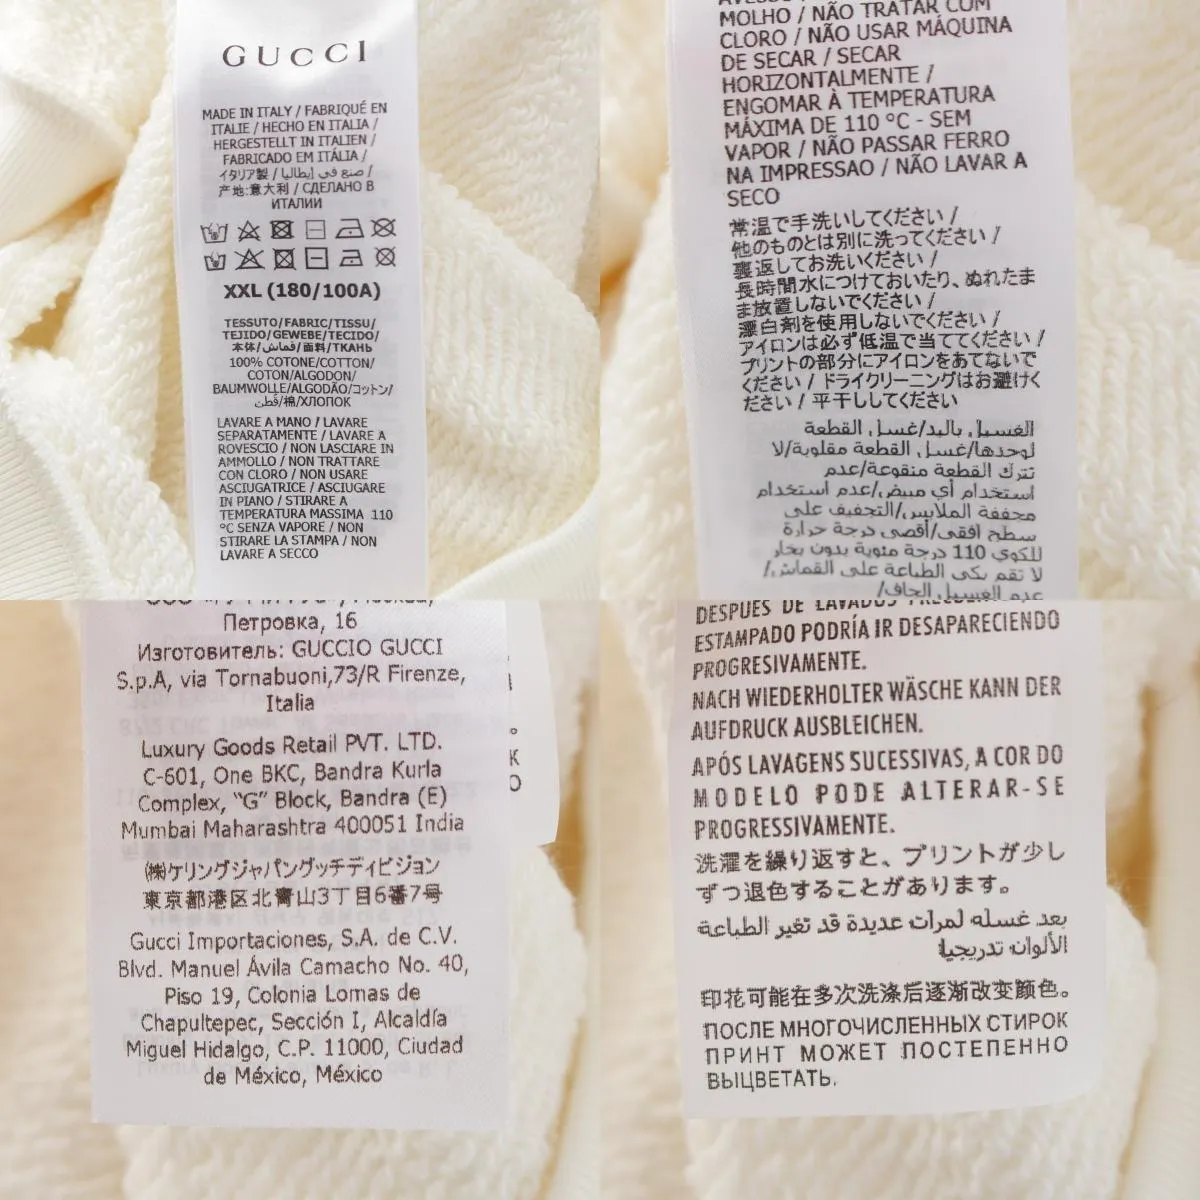 GUCCI
MADE IN ITALY / FABRIQUÉ EN
ITALIE / HECHO EN ITALIA /
HERGESTELLT IN ITALIEN /
FABRICADO EM ITÁLIA /
イタリア製 / صنع في إيطاليا /
产地:意大利 / СДЕЛАНО В
ИТАЛИИ
XXL (180/100A)
TESSUTO/FABRIC/TISSU/
TEJIDO/GEWEBE/TECIDO/
本体/قماش/面料/ТКАНЬ
100% COTONE/COTTON/
COTON/ALGODON/
BAUMWOLLE/ALGODÃO/コットン/
قطن/棉/ХЛОПОК
LAVARE A MANO / LAVARE
SEPARATAMENTE / LAVARE A
ROVESCIO / NON LASCIARE IN
AMMOLLO / NON TRATTARE
CON CLORO / NON USARE
ASCIUGATRICE / ASCIUGARE
IN PIANO / STIRARE A
TEMPERATURA MASSIMA 110
°C SENZA VAPORE / NON
STIRARE LA STAMPA / NON
LAVARE A SECCO
MOLHO / NÃO TRATAR COM
CLORO / NÃO USAR MÁQUINA
DE SECAR / SECAR
HORIZONTALMENTE /
ENGOMAR À TEMPERATURA
MÁXIMA DE 110 °C - SEM
VAPOR / NÃO PASSAR FERRO
NA IMPRESSAO / NÃO LAVAR A
SECO
常温で手洗いしてください /
他のものとは別に洗ってください /
裏返してお洗いください /
長時間水につけておいたり、ぬれたま
ま放置しないでください /
漂白剤を使用しないでください /
アイロンは必ず低温で当ててください /
プリントの部分にアイロンをあてないで
ください / ドライクリーニングはお避けく
ださい / 平干ししてください
الغسيل باليد/غسل القطعة
لوحدها/غسل القطعة مقلوبة/لا
تترك القطعة منقوعة/عدم
استخدام أي مبيض/عدم استخدام
مجففة الملابس/التجفيف على
سطح افقي/أقصى درجة حرارة
للكوي 110 درجة مئوية بدون بخار
لا تقم بكي الطباعة على القماش/
عدم الغسيل الجاف/
Петровка, 16
Изготовитель: GUCCIO GUCCI
S.p.A, via Tornabuoni,73/R Firenze,
Italia
Luxury Goods Retail PVT. LTD.
C-601, One BKC, Bandra Kurla
Complex, "G" Block, Bandra (E)
Mumbai Maharashtra 400051 India
㈱ケリングジャパングッチディビジョン
東京都港区北青山3丁目6番7号
Gucci Importaciones, S.A. de C.V.
Blvd. Manuel Ávila Camacho No. 40,
Piso 19, Colonia Lomas de
Chapultepec, Sección I, Alcaldía
Miguel Hidalgo, C.P. 11000, Ciudad
de México, México
DESPUÉS DE LAVADOS
ESTAMPADO PODRÍA IR DESAPARECIENDO
PROGRESIVAMENTE.
NACH WIEDERHOLTER WÄSCHE KANN DER
AUFDRUCK AUSBLEICHEN.
APÓS LAVAGENS SUCESSIVAS, A COR DO
MODELO PODE ALTERAR-SE
PROGRESSIVAMENTE.
洗濯を繰り返すと、プリントが少し
ずつ退色することがあります。
بعد غسله لمرات عديدة قد تغير الطباعة
الألوان تدريجيا
印花可能在多次洗涤后逐渐改变颜色。
ПОСЛЕ МНОГОЧИСЛЕННЫХ СТИРОК
ПРИНТ МОЖЕТ ПОСТЕПЕННО
ВЫЦВЕТАТЬ.